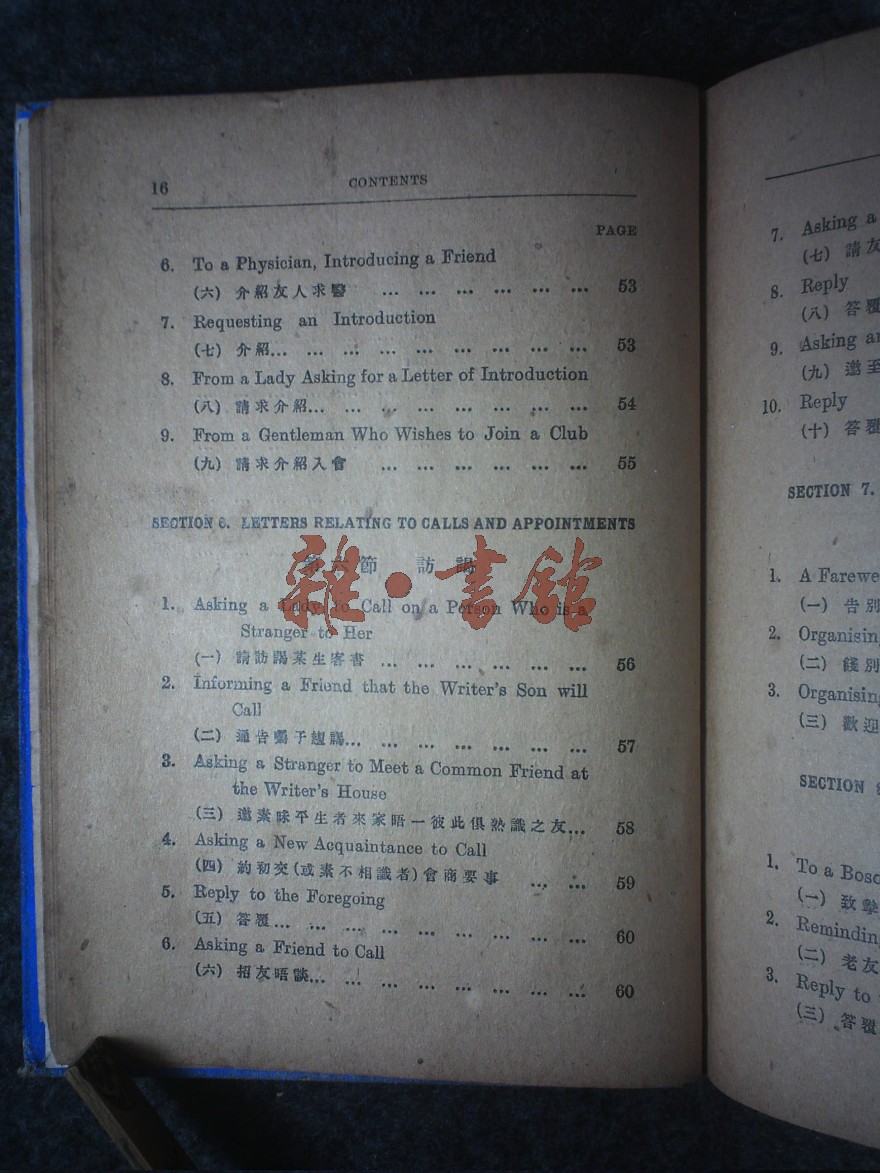 16
CONTENTS
PAGE
6. To a Physician, Introducing a Friend
(六) 介紹友人求醫 ... ... ... ... ... ... 53
7. Requesting an Introduction
(七) 介紹... ... ... ... ... ... ... ... ... 53
8. From a Lady Asking for a Letter of Introduction
(八) 請求介紹... ... ... ... ... ... ... ... 54
9. From a Gentleman Who Wishes to Join a Club
(九) 請求介紹入會 ... ... ... ... ... ... 55
SECTION 6. LETTERS RELATING TO CALLS AND APPOINTMENTS
第六節 訪謁
雜·書館
1. Asking a Lady to Call on a Person Who is a
Stranger to Her
(一) 請訪謁某生客書 ... ... ... ... ... ... 56
2. Informing a Friend that the Writer's Son will
Call
(二) 通告囑子趨謁... ... ... ... ... ... ... 57
3. Asking a Stranger to Meet a Common Friend at
the Writer's House
(三) 邀素昧平生者來家晤一彼此俱熟識之友... 58
4. Asking a New Acquaintance to Call
(四) 約初交(或素不相識者)會商要事 ... ... 59
5. Reply to the Foregoing
(五) 答覆... ... ... ... ... ... ... ... ... 60
6. Asking a Friend to Call
(六) 招友晤談... ... ... ... ... ... ... ... 60
7. Asking a
(七) 請友
8. Reply
(八) 答覆
9. Asking an
(九) 邀至
10. Reply
(十) 答覆
SECTION 7.
1. A Farewe
(一) 告別
2. Organising
(二) 餞別
3. Organising
(三) 歡迎
SECTION
1. To a Boso
(一) 致摯
2. Reminding
(二) 老友
3. Reply to
(三) 答覆